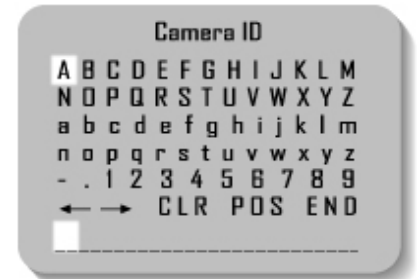 Camera ID
A B C D E F G H I J K L M
N O P Q R S T U V W X Y Z
a b c d e f g h i j k l m
n o p q r s t u v w x y z
- . 1 2 3 4 5 6 7 8 9
← → CLR POS END